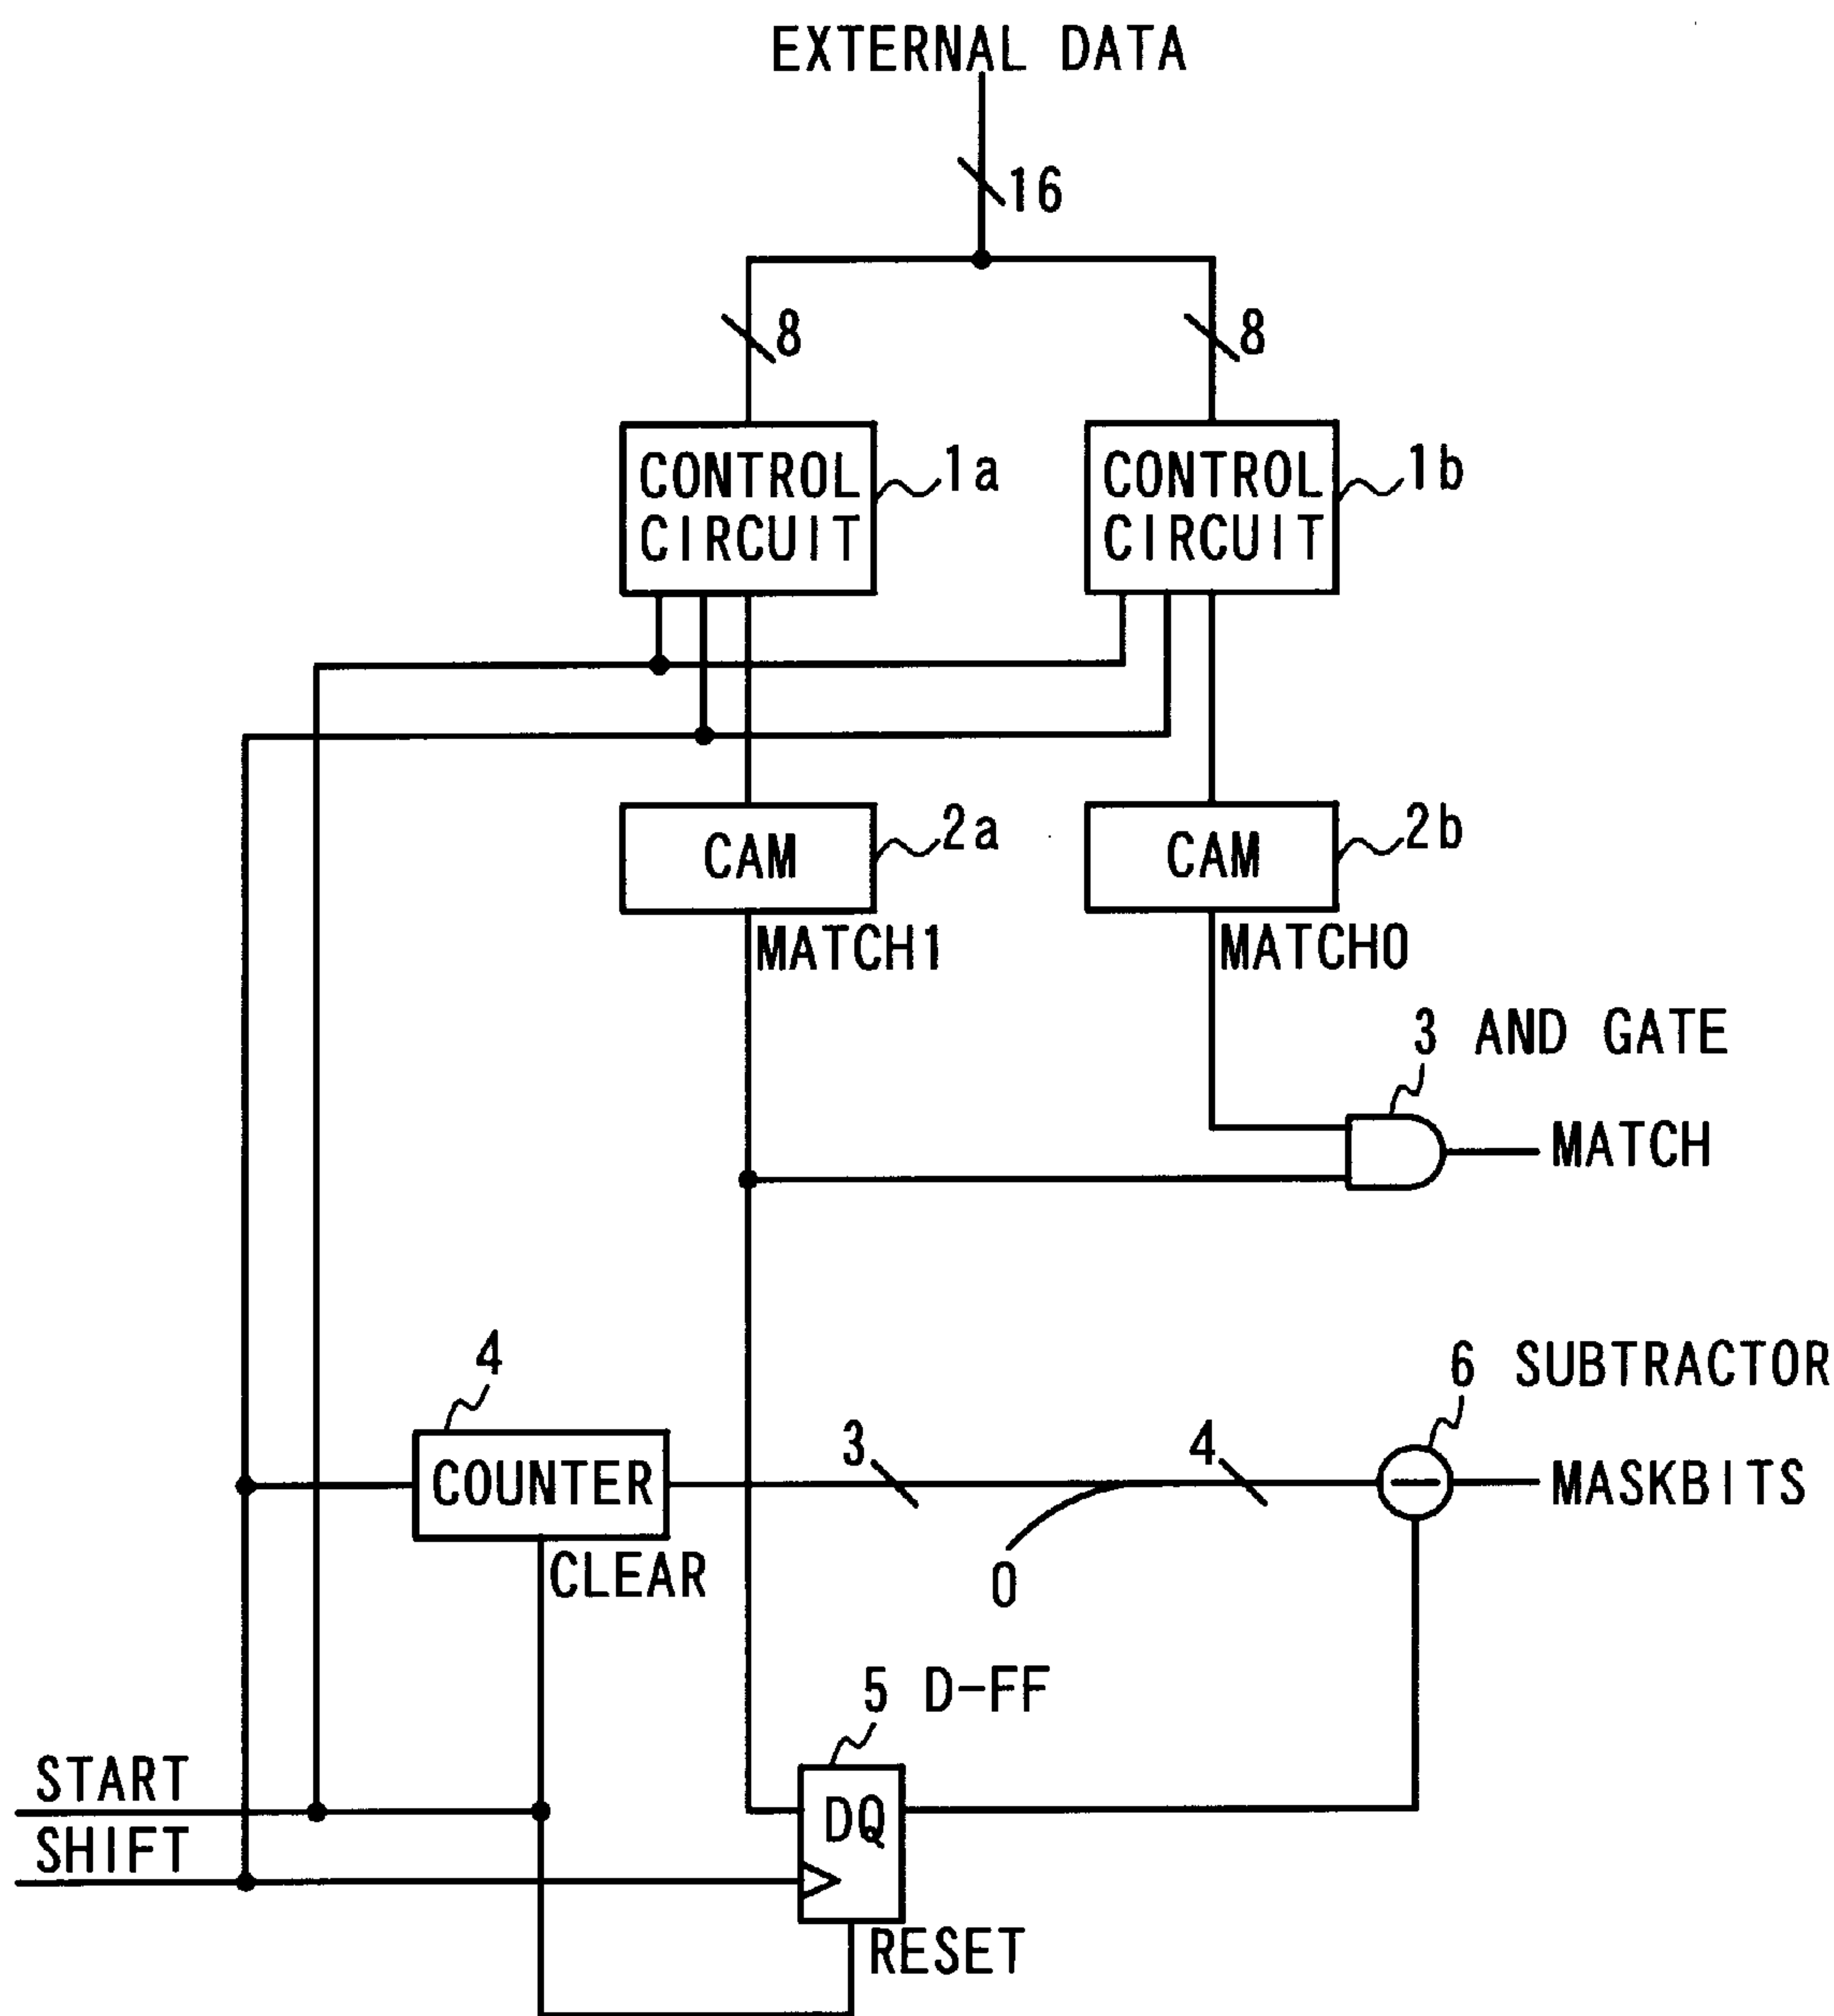 EXTERNAL DATA
16
8
8
CONTROL
CIRCUIT
1a
CONTROL
CIRCUIT
1b
CAM
2a
CAM
2b
MATCH1
MATCH0
3 AND GATE
MATCH
4
COUNTER
3
4
6 SUBTRACTOR
MASKBITS
CLEAR
0
5 D-FF
START
DQ
SHIFT
RESET